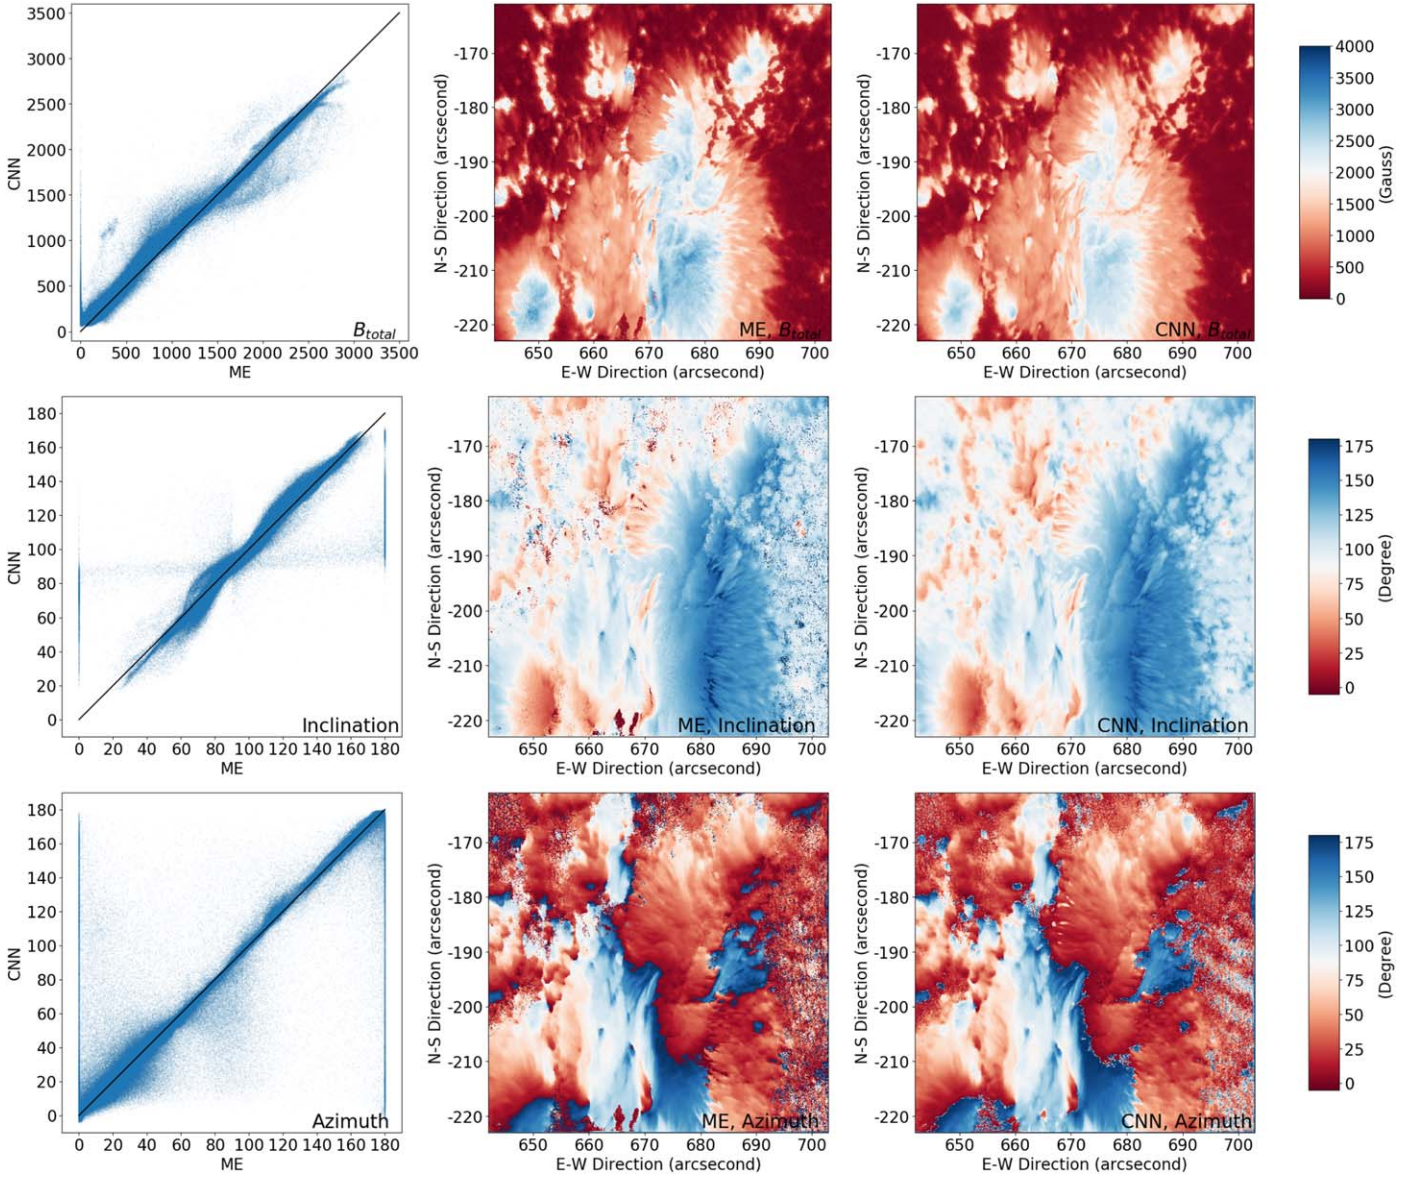 3500
3000
2500
2000
1500
1000
500
0
CNN
0 500 1000 1500 2000 2500 3000 3500
ME
B_total
-170
-180
-190
-200
-210
-220
N-S Direction (arcsecond)
650 660 670 680 690 700
E-W Direction (arcsecond)
ME, B_total
-170
-180
-190
-200
-210
-220
N-S Direction (arcsecond)
650 660 670 680 690 700
E-W Direction (arcsecond)
CNN, B_total
4000
3500
3000
2500
2000
1500
1000
500
0
(Gauss)
180
160
140
120
100
80
60
40
20
0
CNN
0 20 40 60 80 100 120 140 160 180
ME
Inclination
-170
-180
-190
-200
-210
-220
N-S Direction (arcsecond)
650 660 670 680 690 700
E-W Direction (arcsecond)
ME, Inclination
-170
-180
-190
-200
-210
-220
N-S Direction (arcsecond)
650 660 670 680 690 700
E-W Direction (arcsecond)
CNN, Inclination
175
150
125
100
75
50
25
0
(Degree)
180
160
140
120
100
80
60
40
20
0
CNN
0 20 40 60 80 100 120 140 160 180
ME
Azimuth
-170
-180
-190
-200
-210
-220
N-S Direction (arcsecond)
650 660 670 680 690 700
E-W Direction (arcsecond)
ME, Azimuth
-170
-180
-190
-200
-210
-220
N-S Direction (arcsecond)
650 660 670 680 690 700
E-W Direction (arcsecond)
CNN, Azimuth
175
150
125
100
75
50
25
0
(Degree)